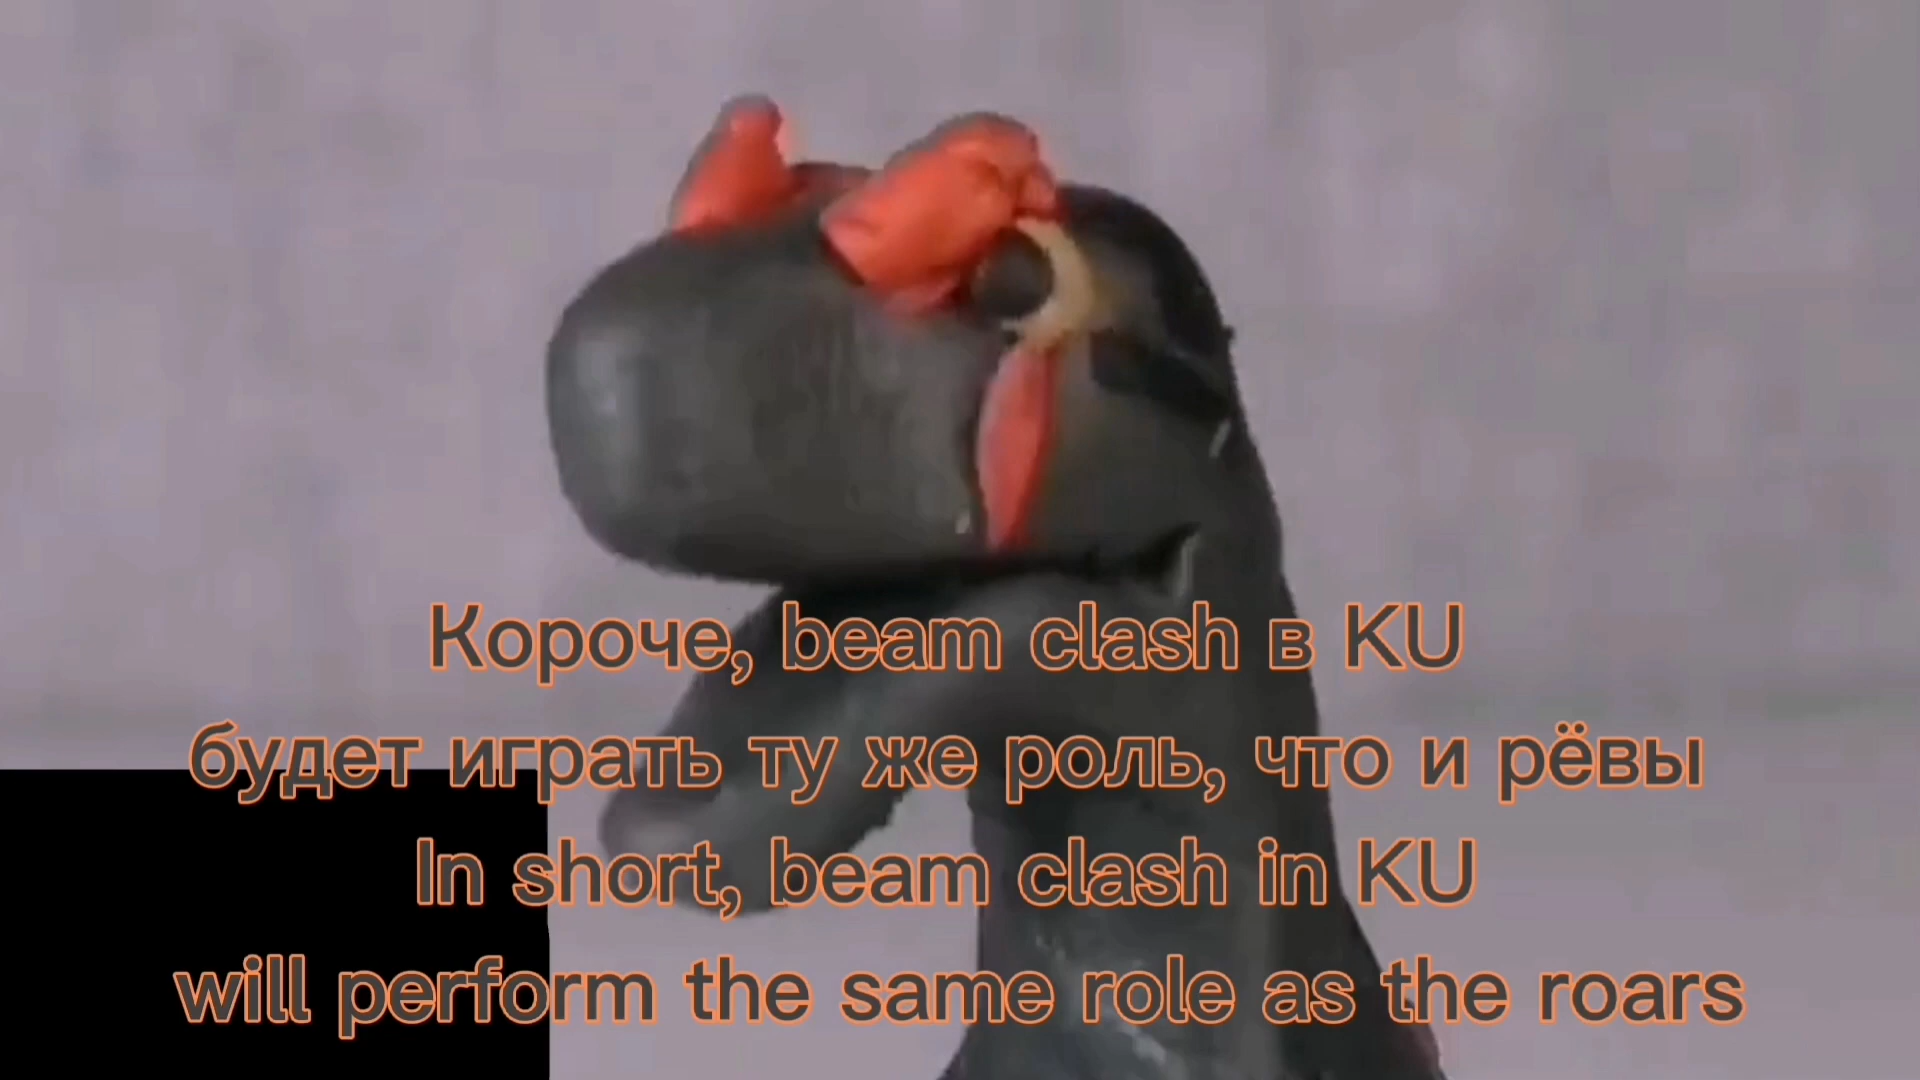 Короче, beam clash в KU
будет играть ту же роль, что и рёвы
In short, beam clash in KU
will perform the same role as the roars